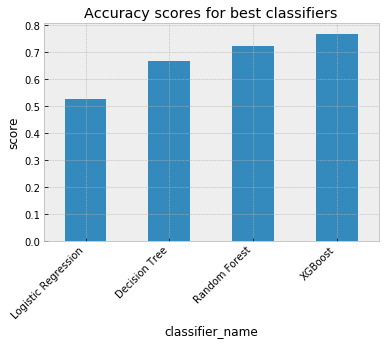 Accuracy scores for best classifiers
0.8
0.7
0.6
0.5
0.4
0.3
0.2
0.1
0.0
score
Logistic Regression
Decision Tree
Random Forest
XGBoost
classifier_name